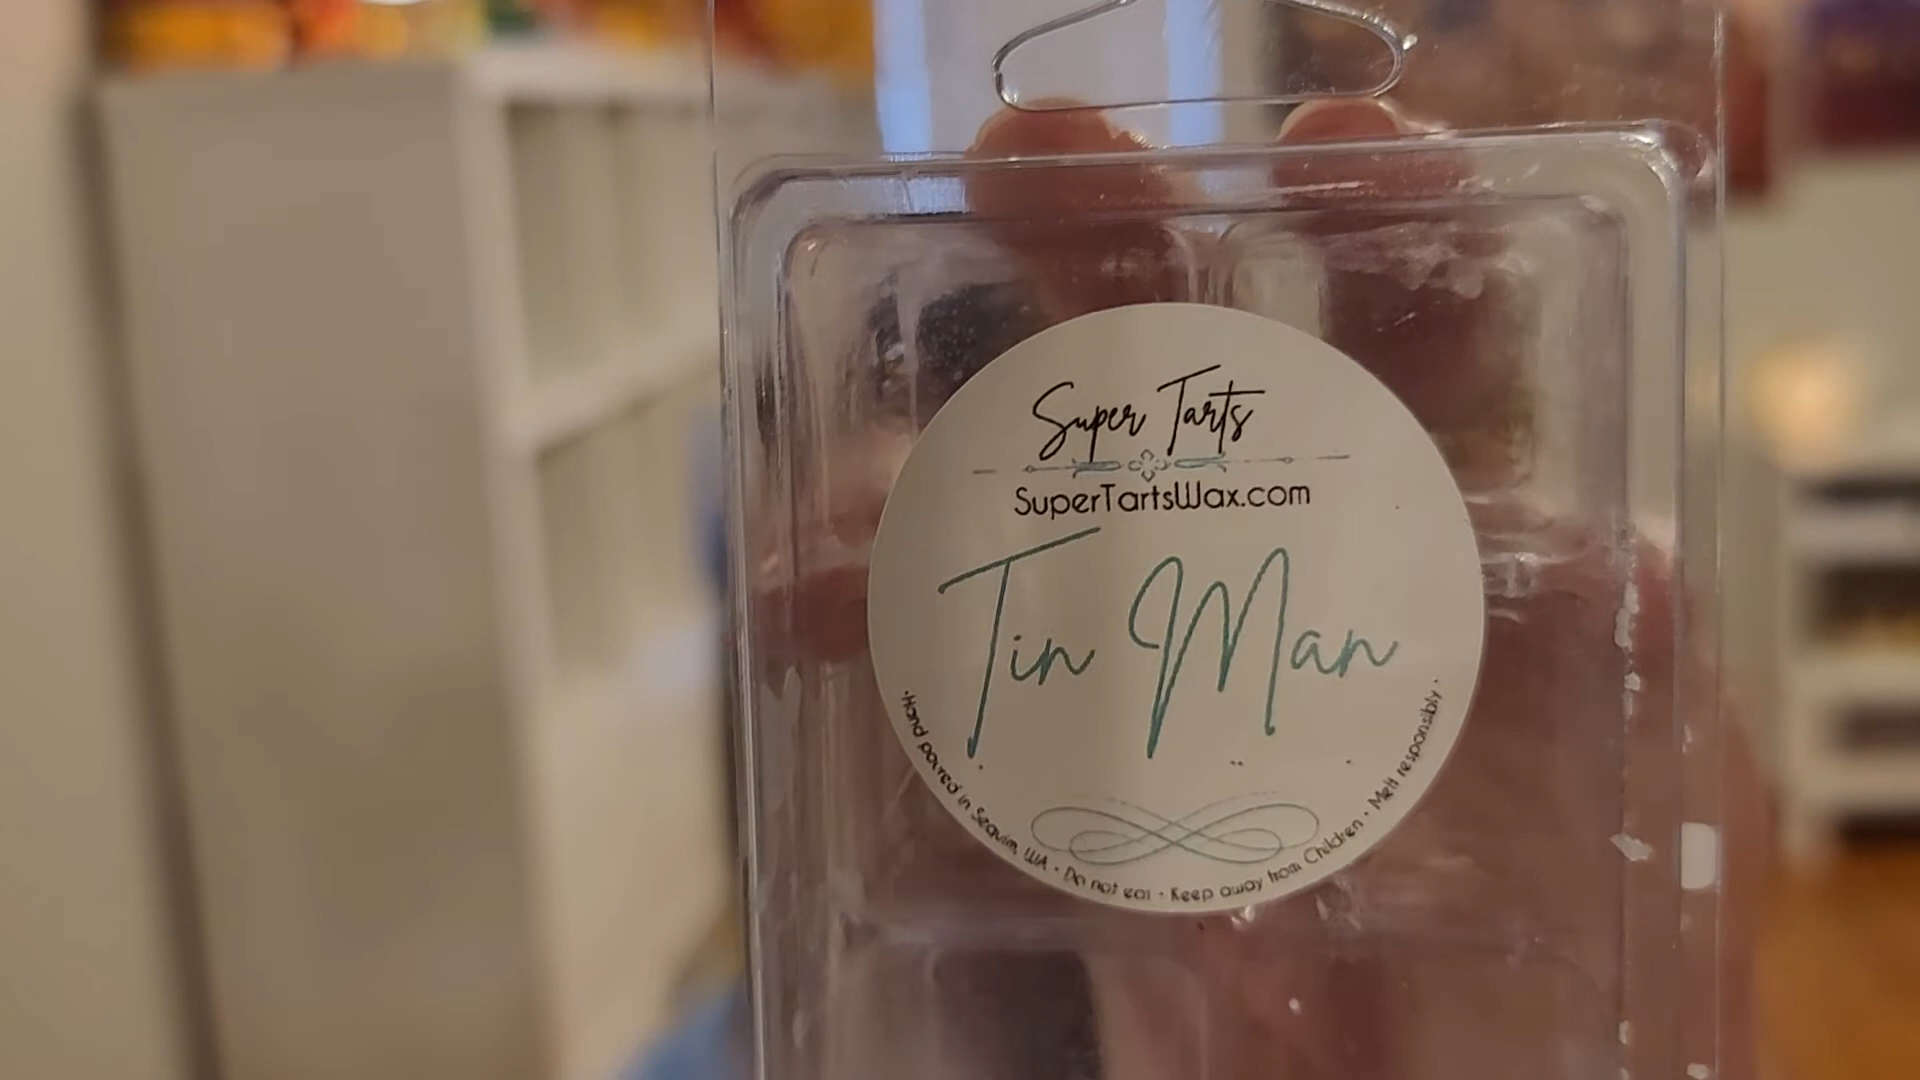 Super Tarts
SuperTartsWax.com
Tin Man
•Hand poured in Sequim, WA • Do not eat • Keep away from Children • Melt responsibly •